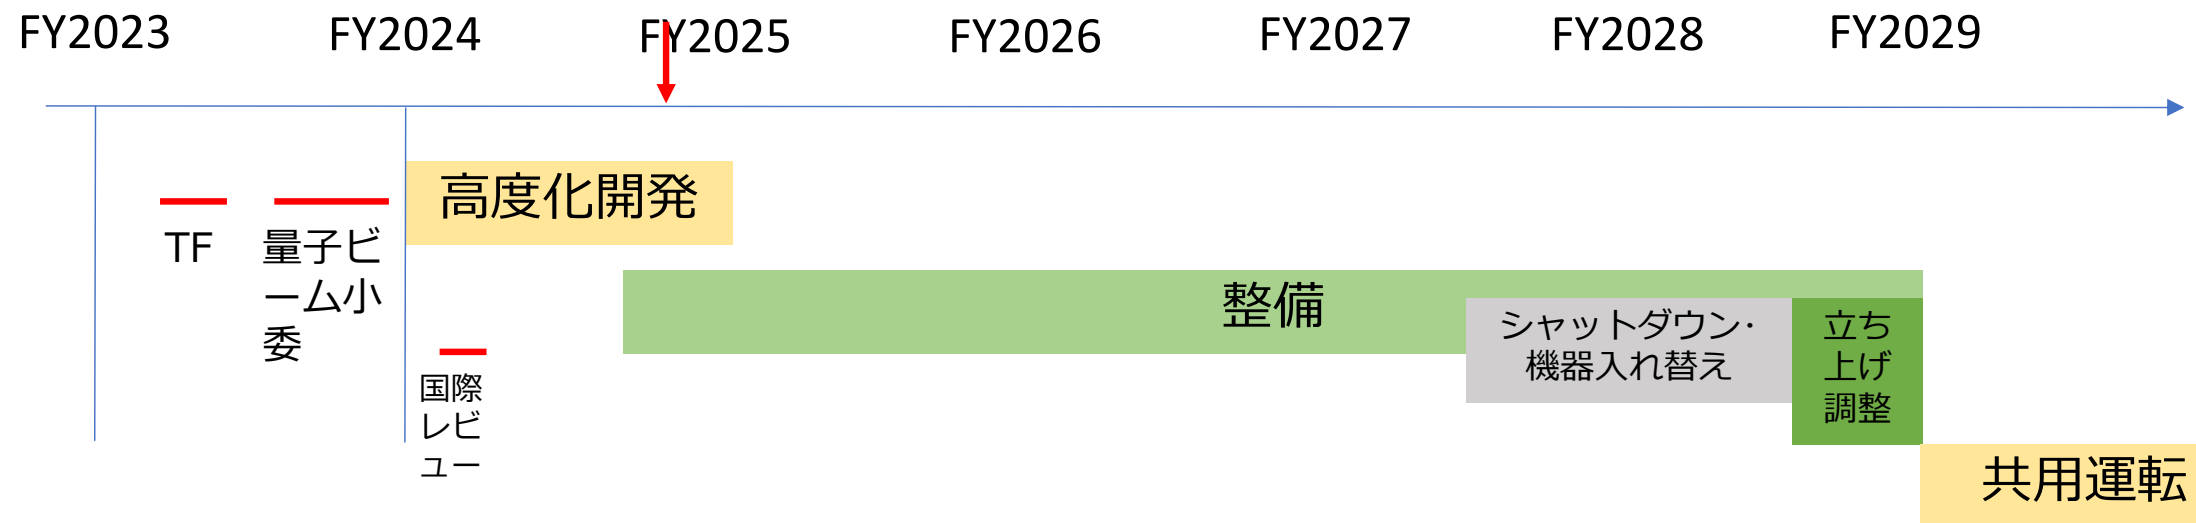 FY2023
FY2024
FY2025
FY2026
FY2027
FY2028
FY2029
高度化開発
TF
量子ビ
ーム小
委
整備
シャットダウン・
機器入れ替え
立ち
上げ
調整
国際
レビ
ュー
共用運転